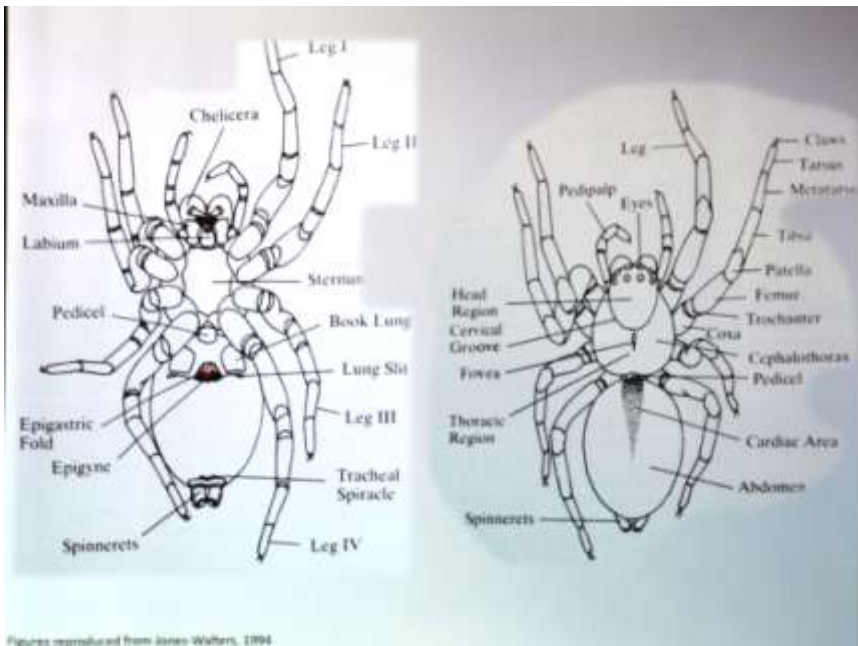 Leg I
Chelicera
Leg II
Maxilla
Labium
Sternum
Pedicel
Book Lung
Lung Slit
Epigastric
Fold
Leg III
Epigyne
Tracheal
Spiracle
Spinnerets
Leg IV
Leg
Claws
Tarsus
Pedipalp
Metatarsu
Eyes
Tibia
Patella
Head
Region
Femur
Trochanter
Cervical
Groove
Coxa
Cephalothorax
Fovea
Pedicel
Thoracic
Region
Cardiac Area
Abdomen
Spinnerets
Figures reproduced from Jones-Walters, 1994